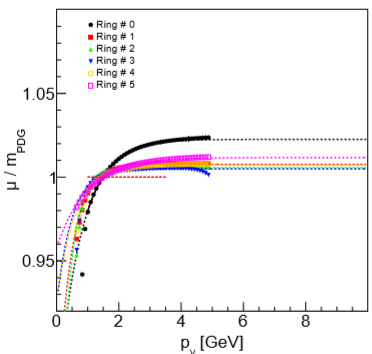 Ring # 0
Ring # 1
Ring # 2
Ring # 3
Ring # 4
Ring # 5
1.05
1
0.95
μ / m_PDG
0 2 4 6 8
p_γ [GeV]